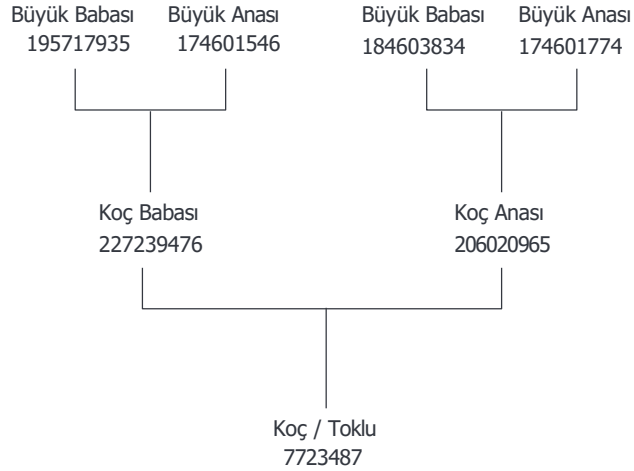 Büyük Babası
195717935
Büyük Anası
174601546
Büyük Babası
184603834
Büyük Anası
174601774
Koç Babası
227239476
Koç Anası
206020965
Koç / Toklu
7723487